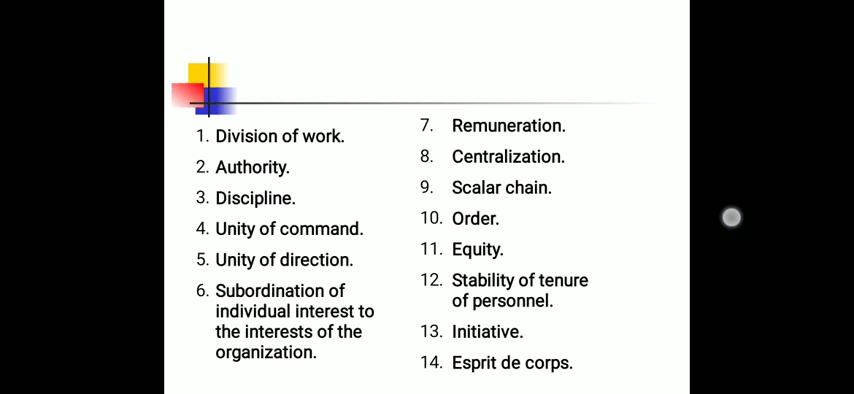 1. Division of work.
2. Authority.
3. Discipline.
4. Unity of command.
5. Unity of direction.
6. Subordination of
individual interest to
the interests of the
organization.
7. Remuneration.
8. Centralization.
9. Scalar chain.
10. Order.
11. Equity.
12. Stability of tenure
of personnel.
13. Initiative.
14. Esprit de corps.